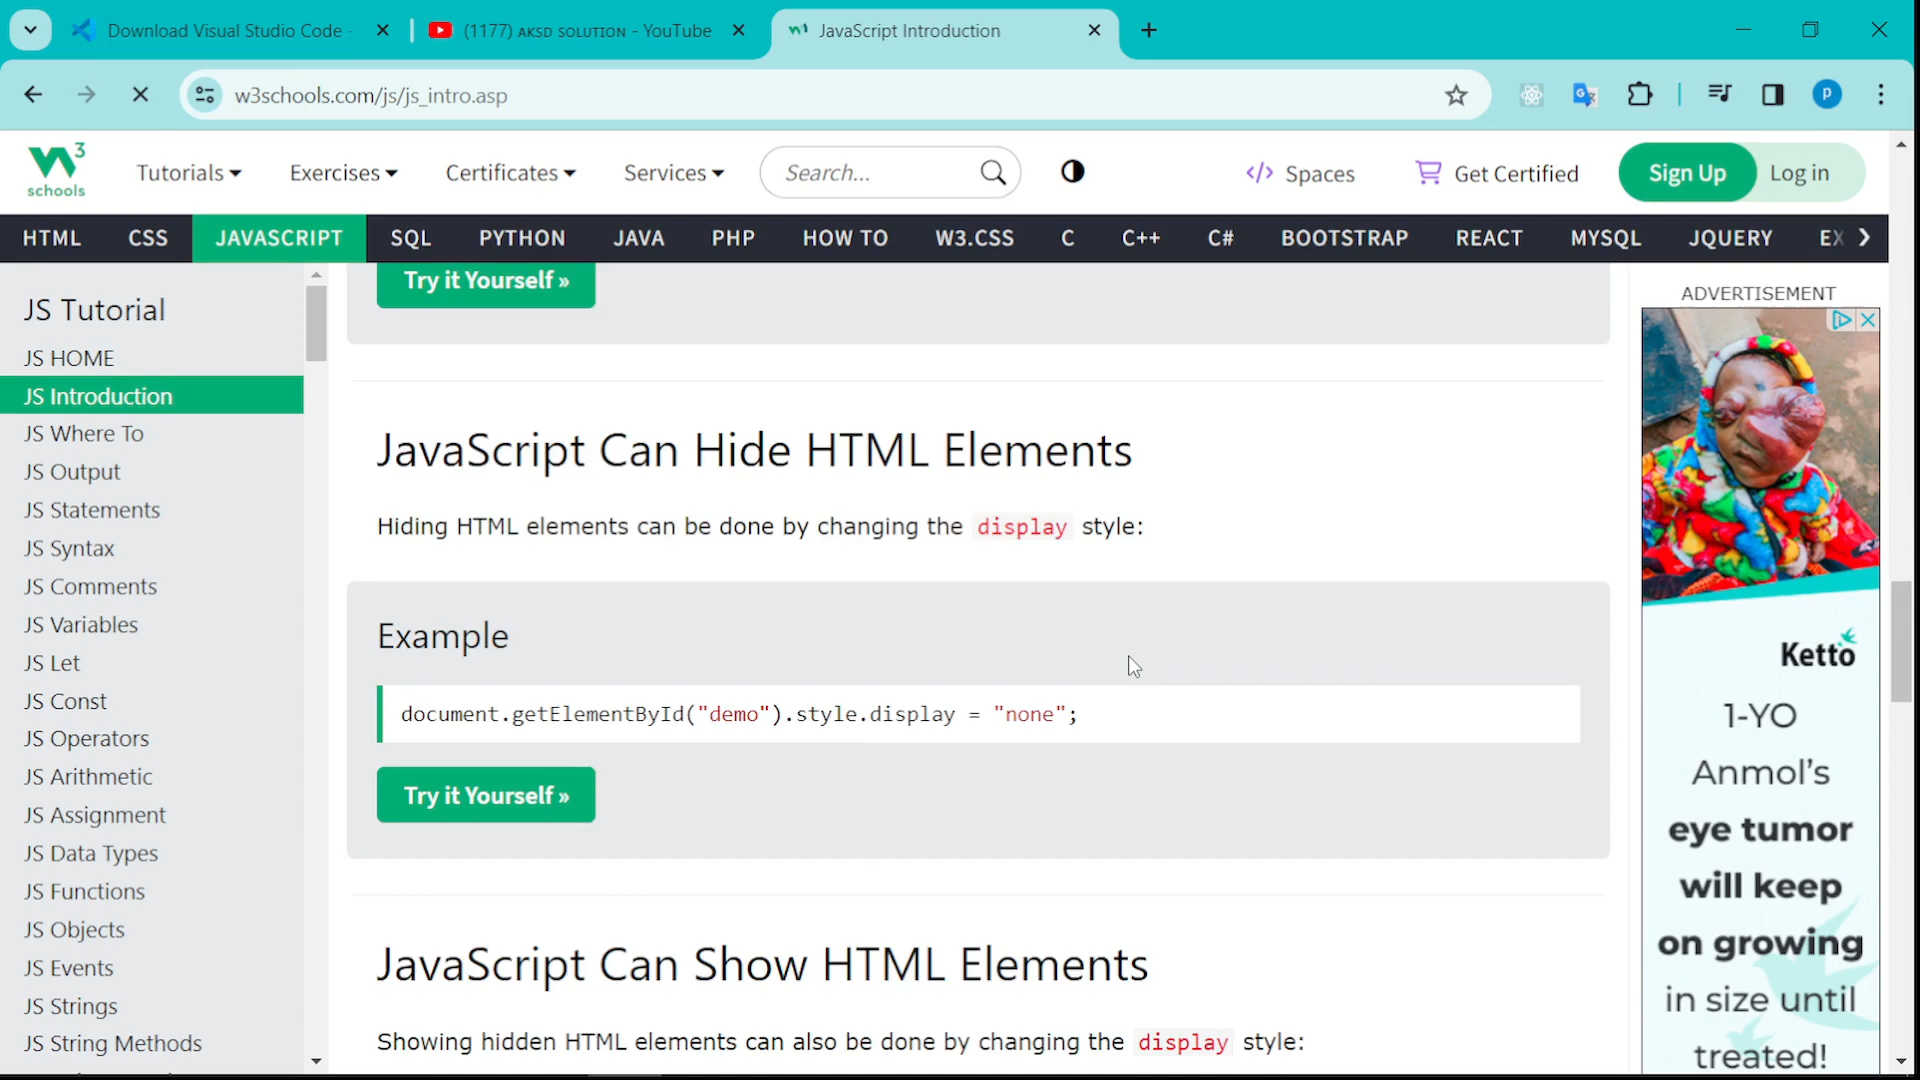 Download Visual Studio Code -
(1177) AKSD SOLUTION - YouTube
JavaScript Introduction
w3schools.com/js/js_intro.asp
P
W3 schools
Tutorials
Exercises
Certificates
Services
Search...
Spaces
Get Certified
Sign Up
Log in
HTML
CSS
JAVASCRIPT
SQL
PYTHON
JAVA
PHP
HOW TO
W3.CSS
C
C++
C#
BOOTSTRAP
REACT
MYSQL
JQUERY
EX
JS Tutorial
JS HOME
JS Introduction
JS Where To
JS Output
JS Statements
JS Syntax
JS Comments
JS Variables
JS Let
JS Const
JS Operators
JS Arithmetic
JS Assignment
JS Data Types
JS Functions
JS Objects
JS Events
JS Strings
JS String Methods
Try it Yourself »
JavaScript Can Hide HTML Elements
Hiding HTML elements can be done by changing the display style:
Example
document.getElementById("demo").style.display = "none";
Try it Yourself »
JavaScript Can Show HTML Elements
Showing hidden HTML elements can also be done by changing the display style:
ADVERTISEMENT
Ketto
1-YO
Anmol's
eye tumor
will keep
on growing
in size until
treated!